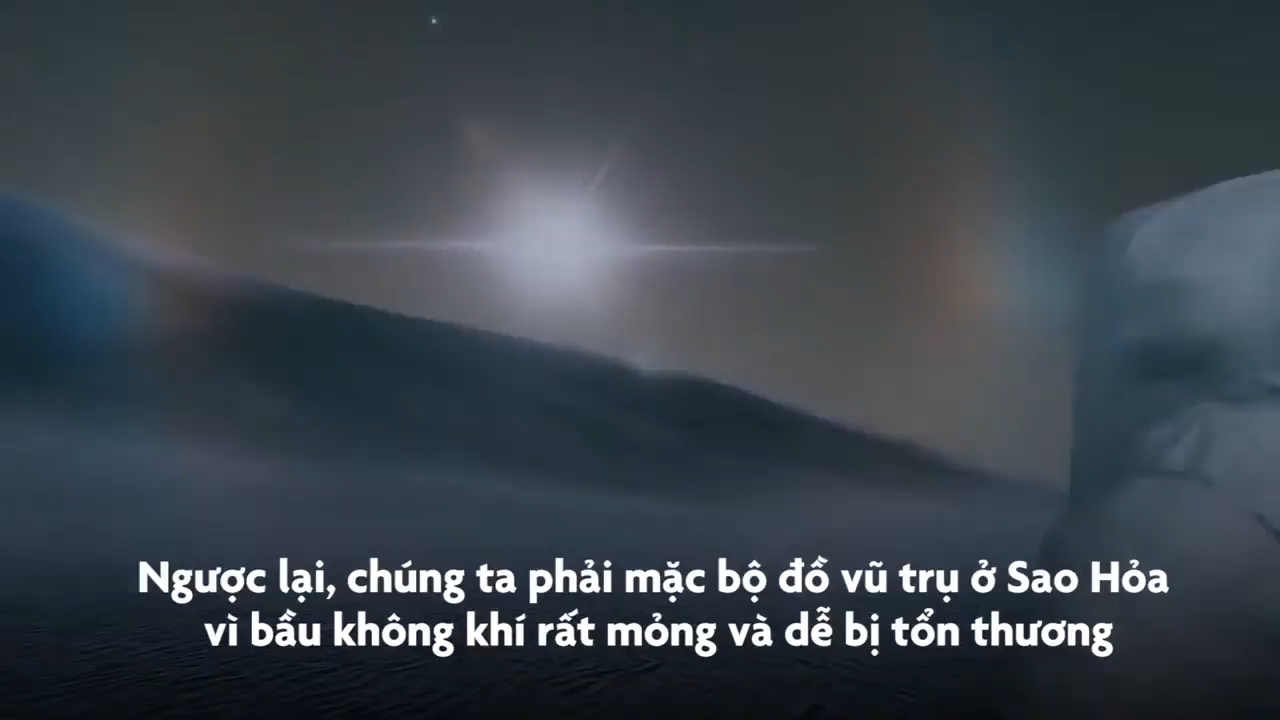 Ngược lại, chúng ta phải mặc bộ đồ vũ trụ ở Sao Hỏa
vì bầu không khí rất mỏng và dễ bị tổn thương